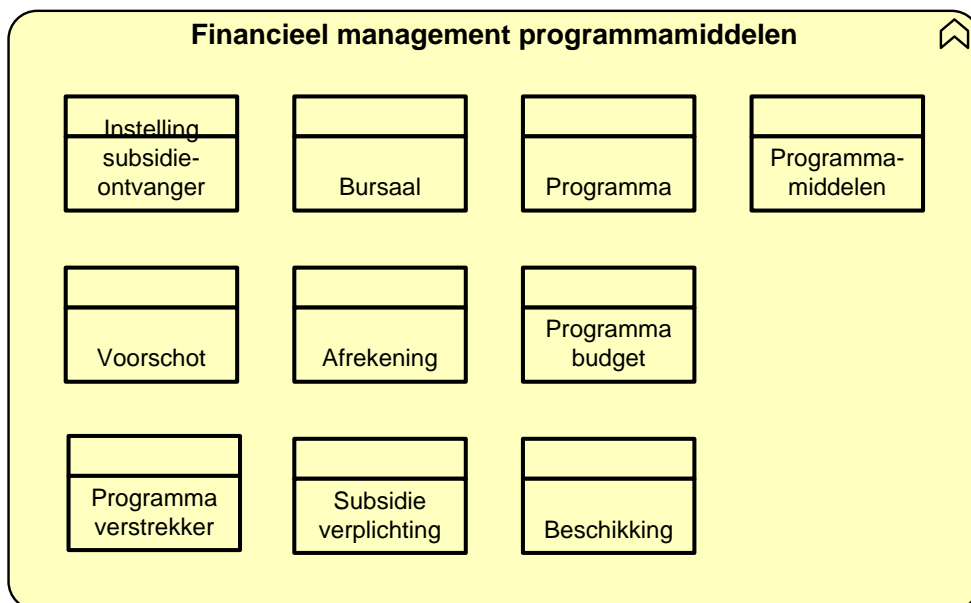 Financieel management programmamiddelen
Instelling
subsidie-
ontvanger
Bursaal
Programma
Programma-
middelen
Voorschot
Afrekening
Programma
budget
Programma
verstrekker
Subsidie
verplichting
Beschikking